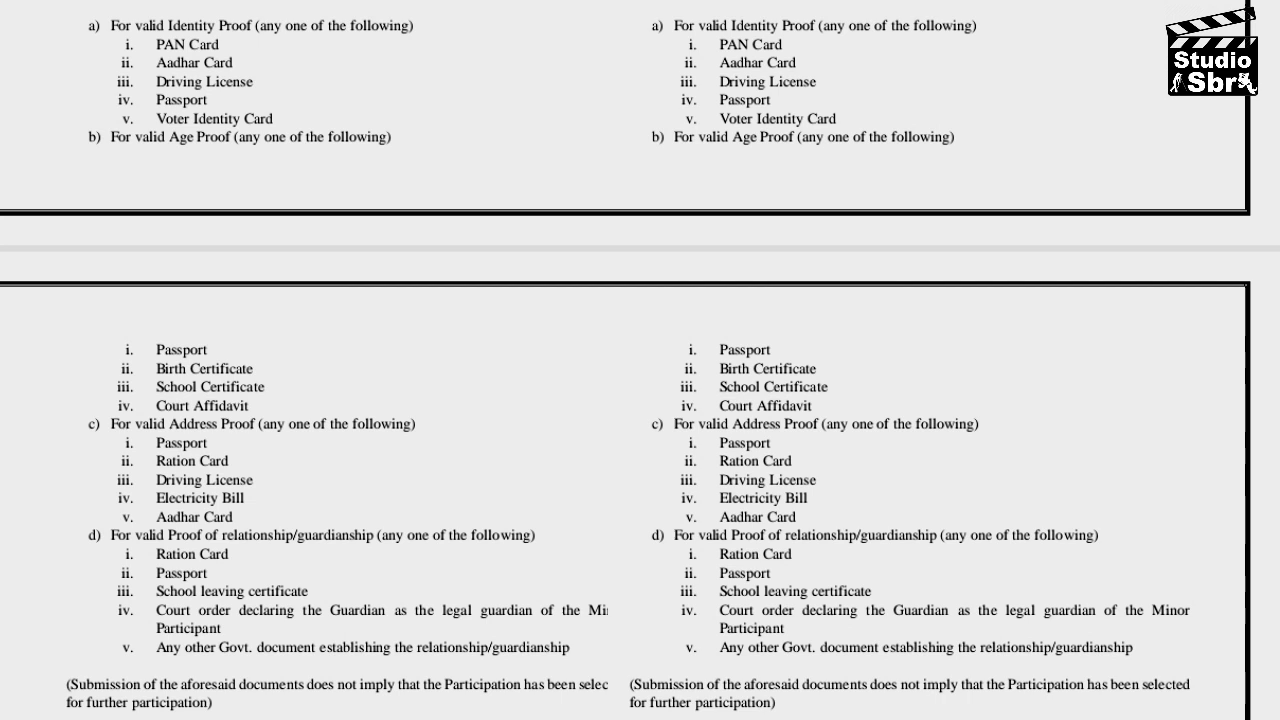 a) For valid Identity Proof (any one of the following)
i. PAN Card
ii. Aadhar Card
iii. Driving License
iv. Passport
v. Voter Identity Card
b) For valid Age Proof (any one of the following)
i. Passport
ii. Birth Certificate
iii. School Certificate
iv. Court Affidavit
c) For valid Address Proof (any one of the following)
i. Passport
ii. Ration Card
iii. Driving License
iv. Electricity Bill
v. Aadhar Card
d) For valid Proof of relationship/guardianship (any one of the following)
i. Ration Card
ii. Passport
iii. School leaving certificate
iv. Court order declaring the Guardian as the legal guardian of the
Participant
v. Any other Govt. document establishing the relationship/guardianship
(Submission of the aforesaid documents does not imply that the Participation has been selec
for further participation)
a) For valid Identity Proof (any one of the following)
i. PAN Card
ii. Aadhar Card
iii. Driving License
iv. Passport
v. Voter Identity Card
b) For valid Age Proof (any one of the following)
i. Passport
ii. Birth Certificate
iii. School Certificate
iv. Court Affidavit
c) For valid Address Proof (any one of the following)
i. Passport
ii. Ration Card
iii. Driving License
iv. Electricity Bill
v. Aadhar Card
d) For valid Proof of relationship/guardianship (any one of the following)
i. Ration Card
ii. Passport
iii. School leaving certificate
iv. Court order declaring the Guardian as the legal guardian of the Minor
Participant
v. Any other Govt. document establishing the relationship/guardianship
(Submission of the aforesaid documents does not imply that the Participation has been selected
for further participation)
Studio